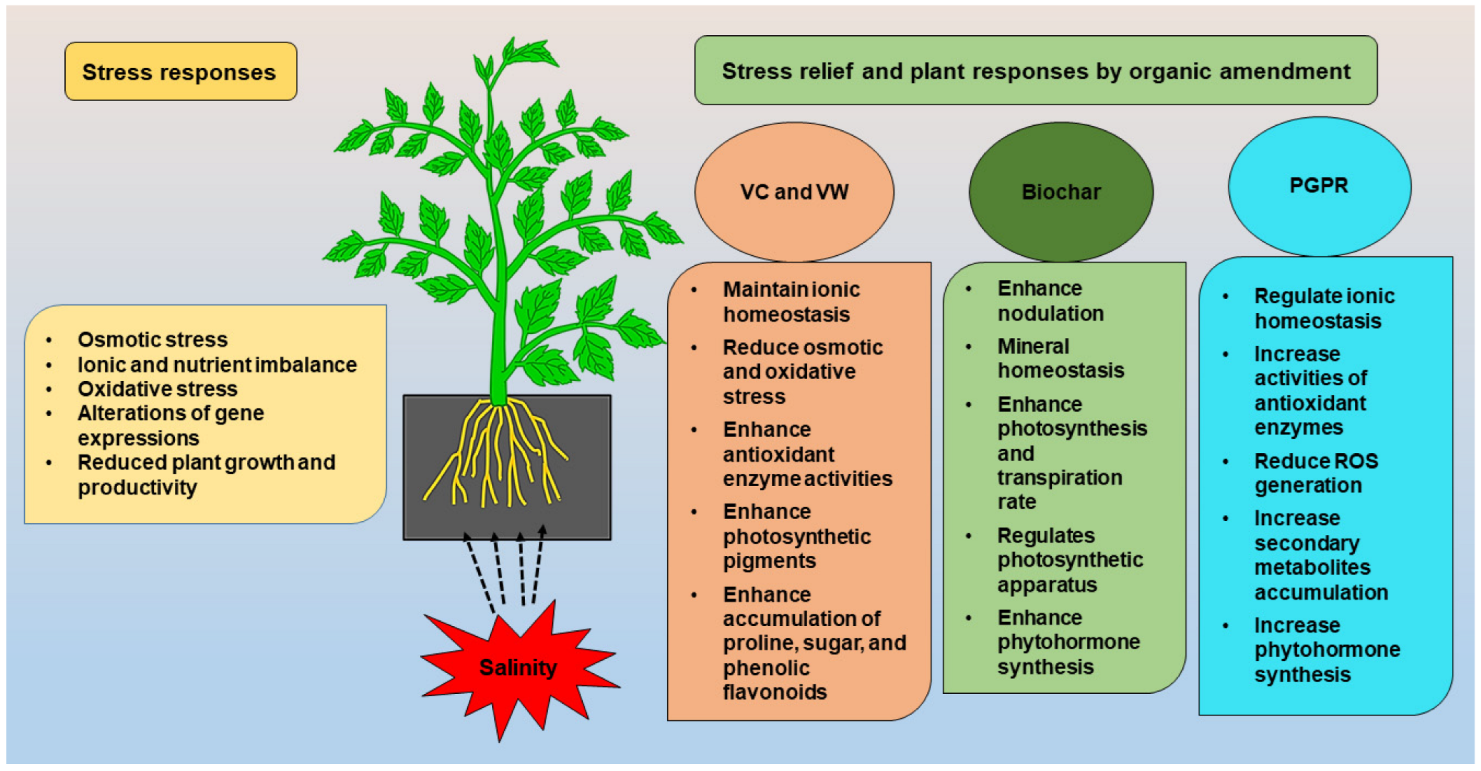 Stress responses
Stress relief and plant responses by organic amendment
• Osmotic stress
• Ionic and nutrient imbalance
• Oxidative stress
• Alterations of gene
expressions
• Reduced plant growth and
productivity
Salinity
VC and VW
• Maintain ionic
homeostasis
• Reduce osmotic
and oxidative
stress
• Enhance
antioxidant
enzyme activities
• Enhance
photosynthetic
pigments
• Enhance
accumulation of
proline, sugar, and
phenolic
flavonoids
Biochar
• Enhance
nodulation
• Mineral
homeostasis
• Enhance
photosynthesis
and
transpiration
rate
• Regulates
photosynthetic
apparatus
• Enhance
phytohormone
synthesis
PGPR
• Regulate ionic
homeostasis
• Increase
activities of
antioxidant
enzymes
• Reduce ROS
generation
• Increase
secondary
metabolites
accumulation
• Increase
phytohormone
synthesis